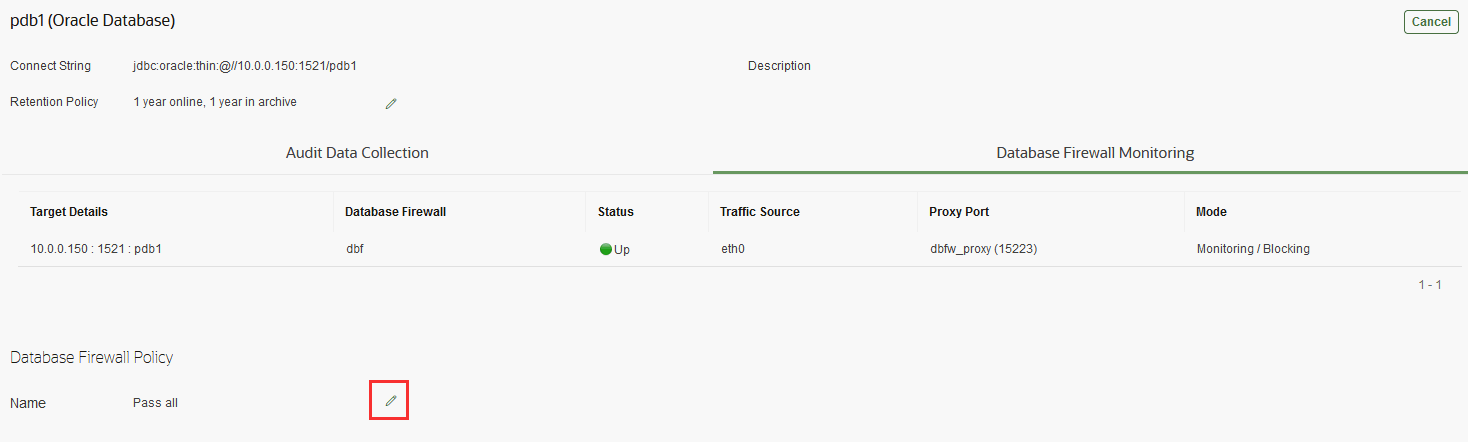 pdb1 (Oracle Database)
Cancel
Connect String jdbc:oracle:thin:@//10.0.0.150:1521/pdb1 Description
Retention Policy 1 year online, 1 year in archive
Audit Data Collection Database Firewall Monitoring
Target Details Database Firewall Status Traffic Source Proxy Port Mode
10.0.0.150 : 1521 : pdb1 dbf Up eth0 dbfw_proxy (15223) Monitoring / Blocking
1 - 1
Database Firewall Policy
Name Pass all